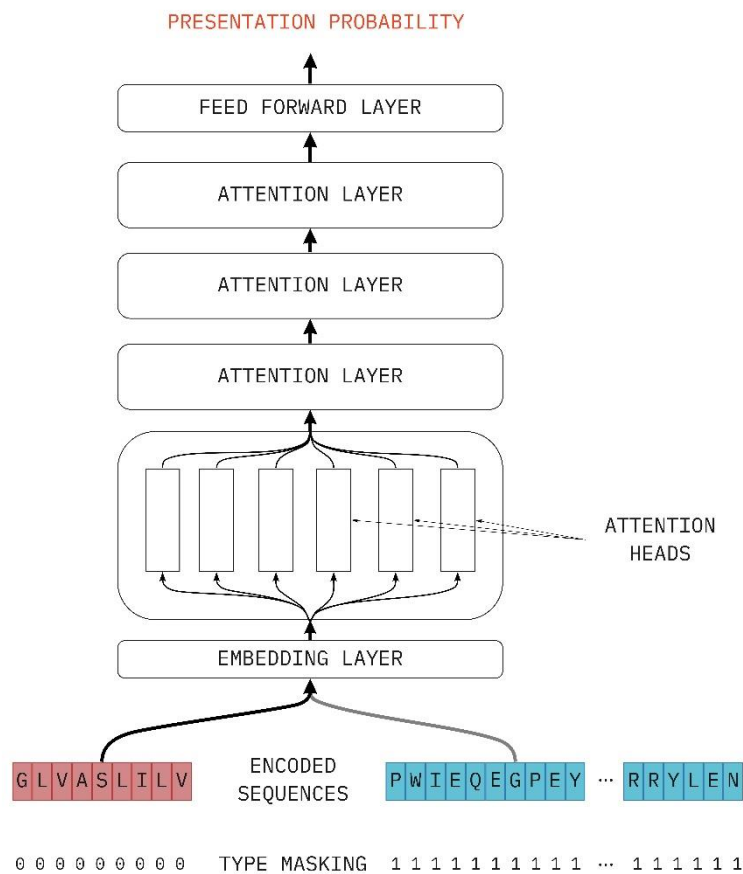 PRESENTATION PROBABILITY
FEED FORWARD LAYER
ATTENTION LAYER
ATTENTION LAYER
ATTENTION LAYER
ATTENTION
HEADS
EMBEDDING LAYER
GLVASLILV
ENCODED
SEQUENCES
PWIEQEGPEY ... RRYLEN
0 0 0 0 0 0 0 0 0 TYPE MASKING 1 1 1 1 1 1 1 1 1 1 ... 1 1 1 1 1 1